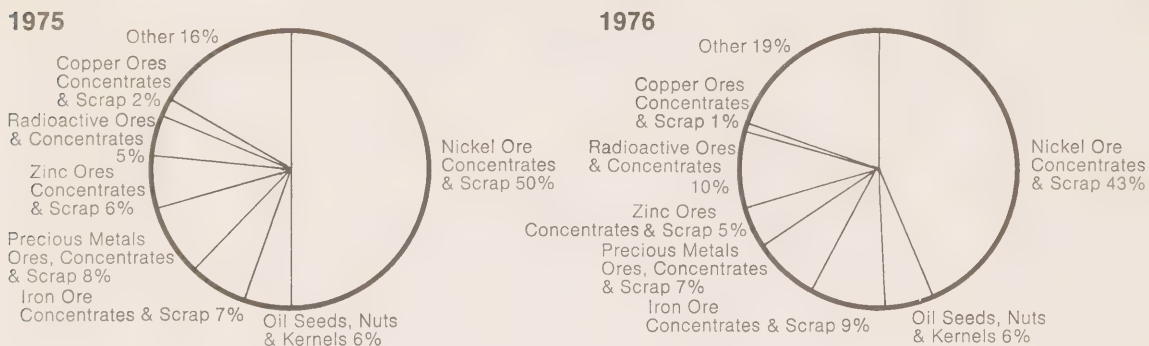 1975
Other 16%
Copper Ores
Concentrates
& Scrap 2%
Radioactive Ores
& Concentrates
5%
Zinc Ores
Concentrates
& Scrap 6%
Precious Metals
Ores, Concentrates
& Scrap 8%
Iron Ore
Concentrates & Scrap 7%
Oil Seeds, Nuts
& Kernels 6%
Nickel Ore
Concentrates
& Scrap 50%
1976
Other 19%
Copper Ores
Concentrates
& Scrap 1%
Radioactive Ores
& Concentrates
10%
Zinc Ores
Concentrates & Scrap 5%
Precious Metals
Ores, Concentrates
& Scrap 7%
Iron Ore
Concentrates & Scrap 9%
Oil Seeds, Nuts
& Kernels 6%
Nickel Ore
Concentrates
& Scrap 43%